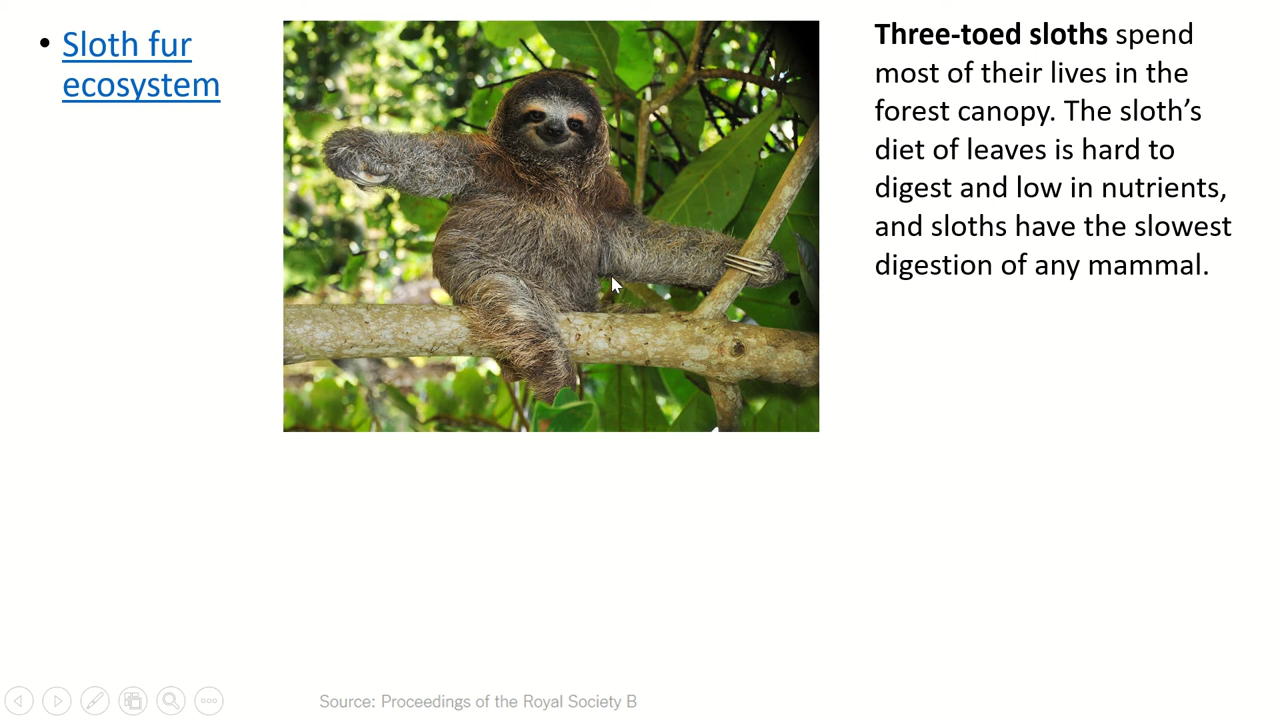 • Sloth fur
ecosystem
Three-toed sloths spend
most of their lives in the
forest canopy. The sloth’s
diet of leaves is hard to
digest and low in nutrients,
and sloths have the slowest
digestion of any mammal.
Source: Proceedings of the Royal Society B